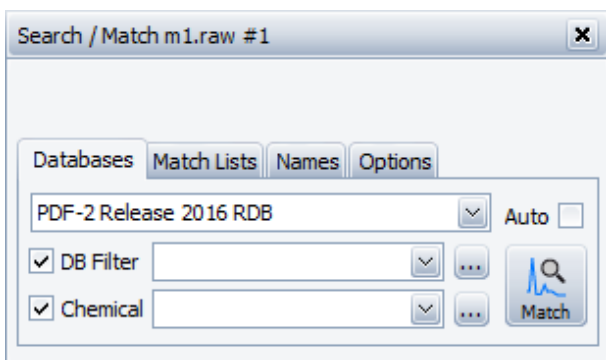 Search / Match m1.raw #1
Databases Match Lists Names Options
PDF-2 Release 2016 RDB Auto
DB Filter ...
Chemical ... Match